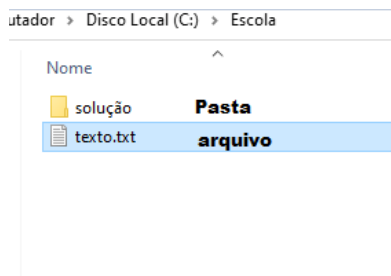 utador > Disco Local (C:) > Escola
Nome
solução Pasta
texto.txt arquivo